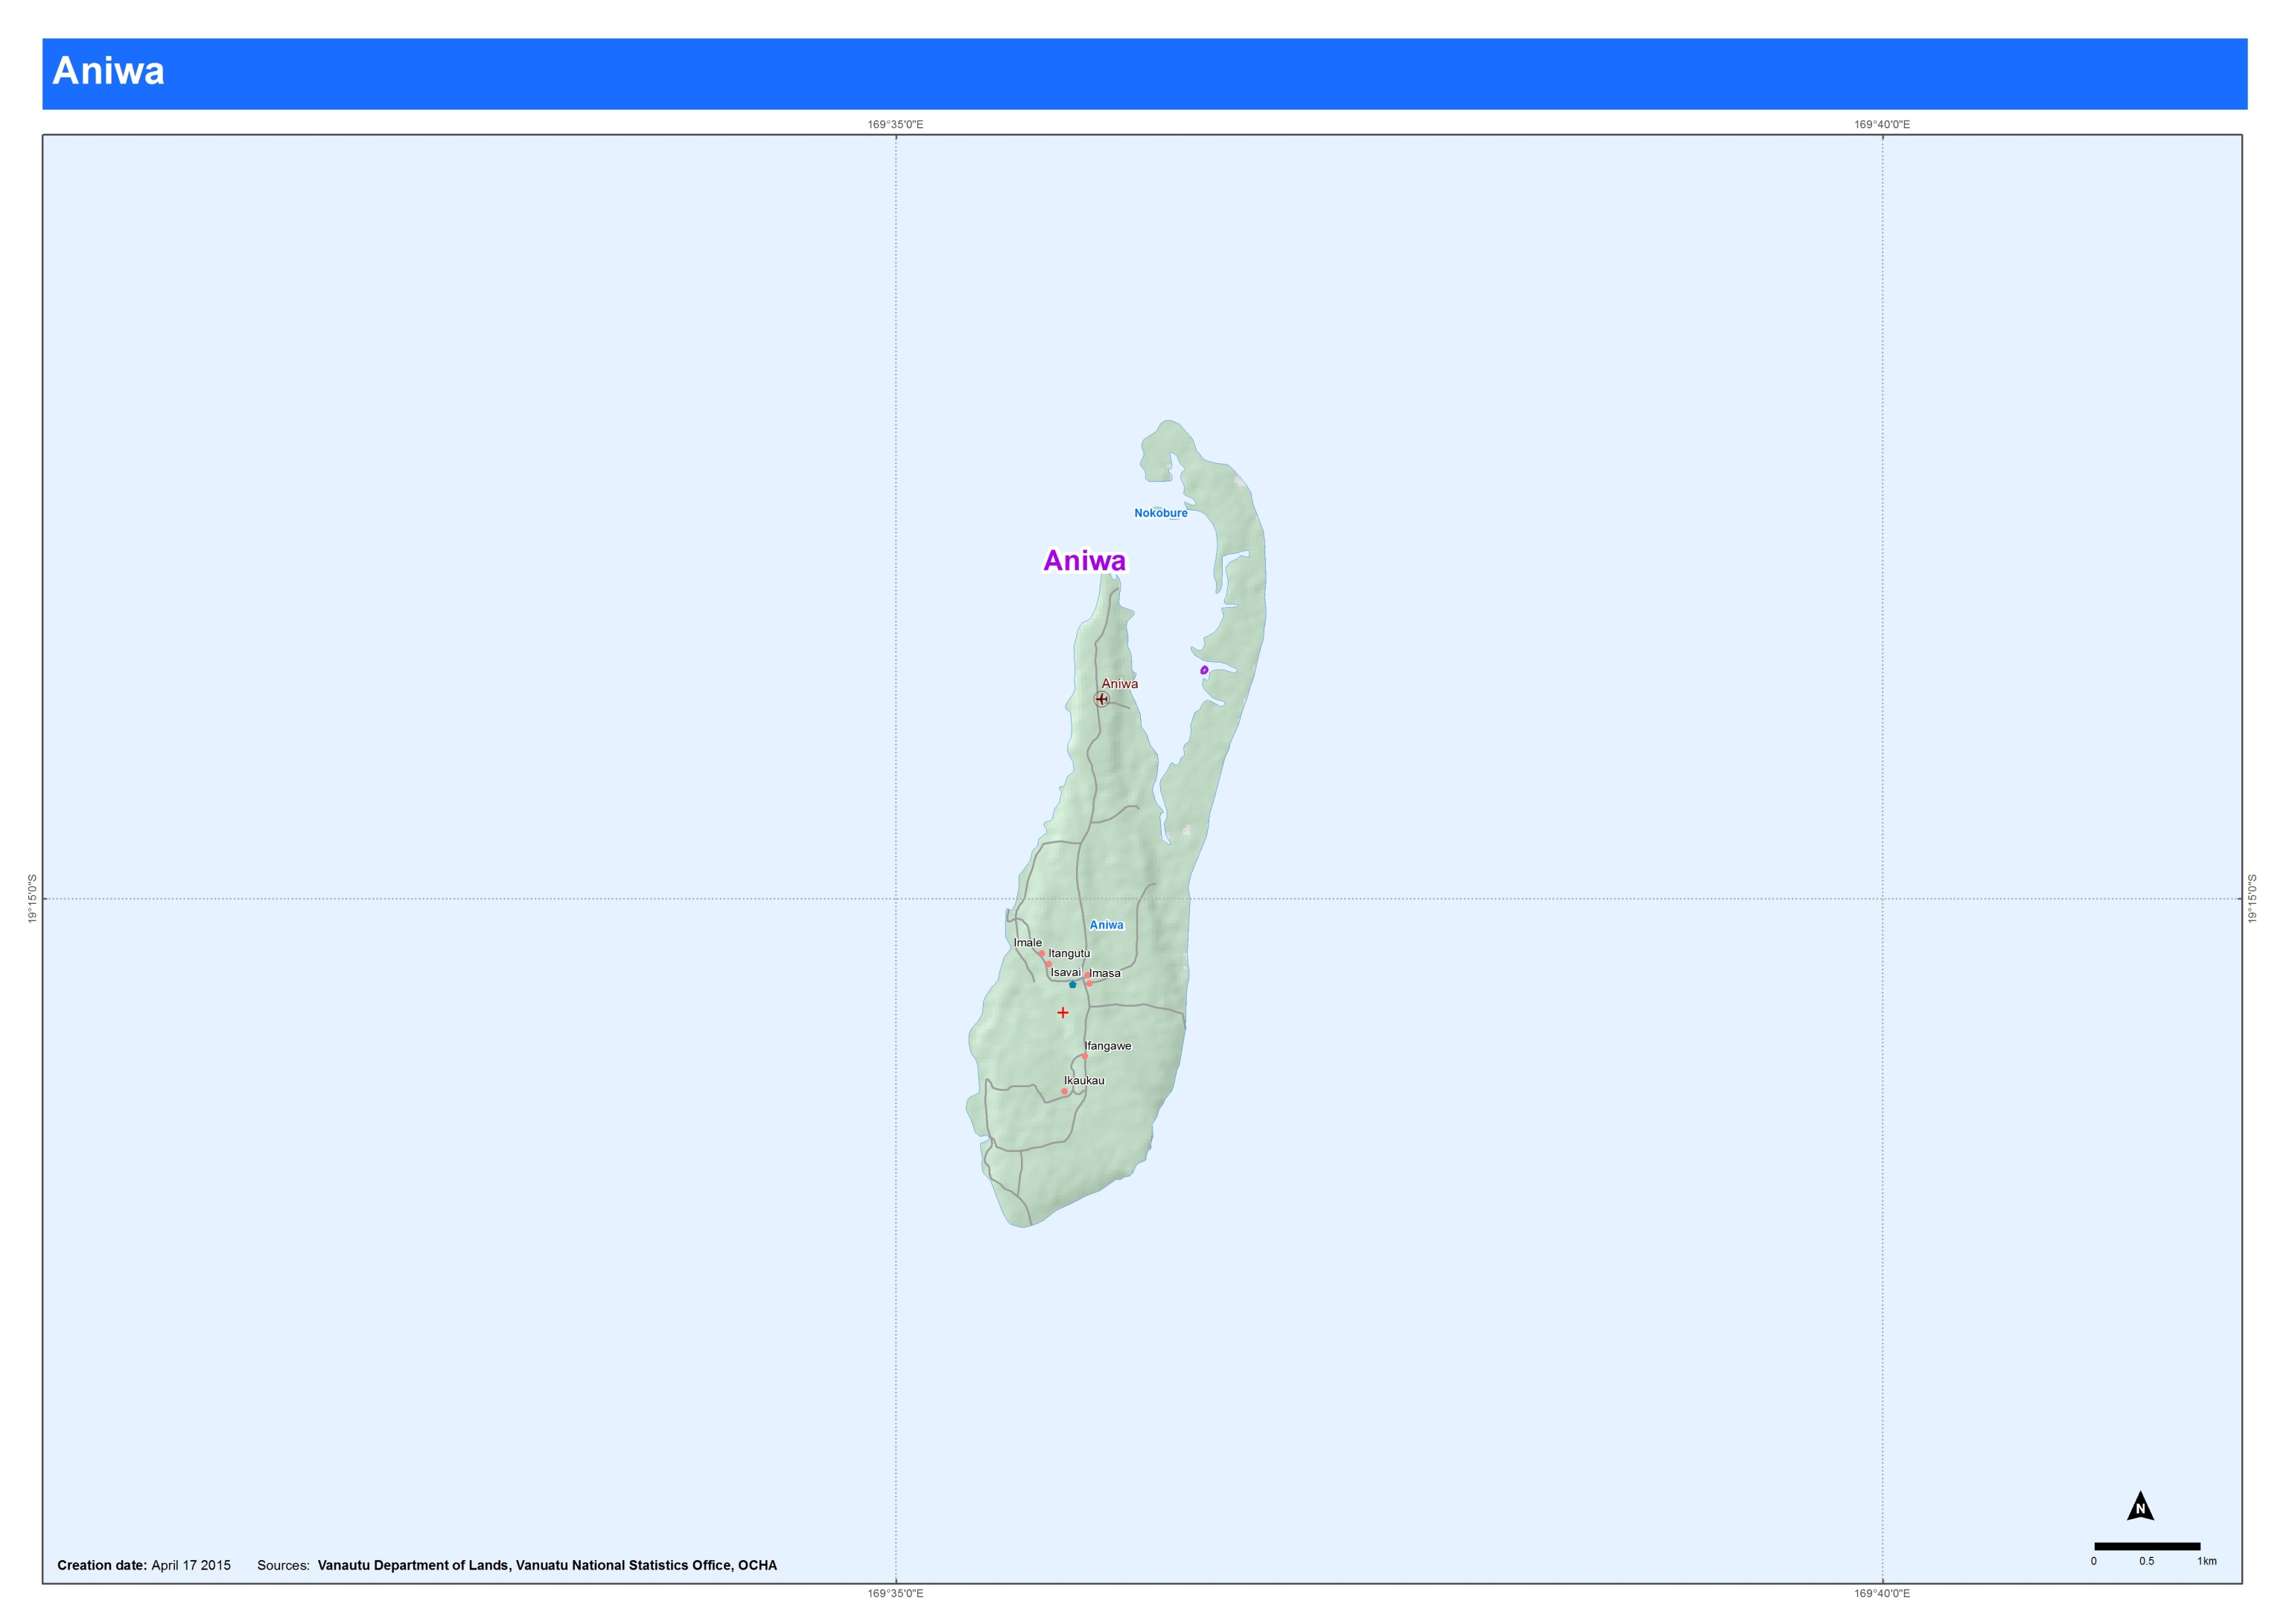 Aniwa
169°35'0"E
169°40'0"E
Nokobure
Aniwa
Aniwa
19°15'0"S
19°15'0"S
Aniwa
Imale
Itangutu
Isavai
Imasa
Ifangawe
Ikaukau
N
0
0.5
1km
Creation date: April 17 2015
Sources: Vanautu Department of Lands, Vanuatu National Statistics Office, OCHA
169°35'0"E
169°40'0"E